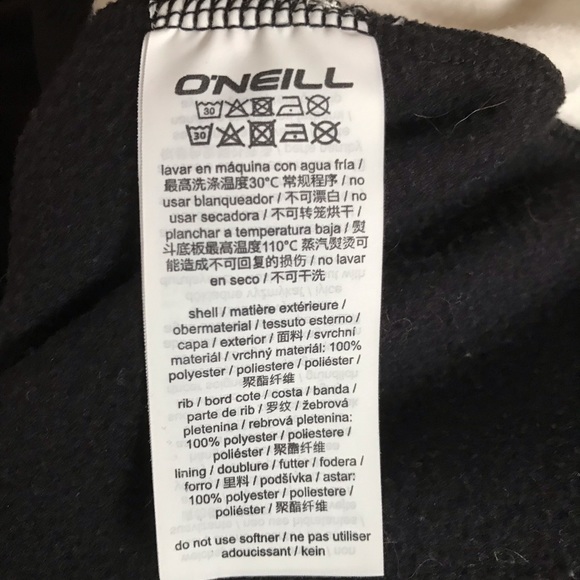 O'NEILL
30
30
lavar en máquina con agua fría /
最高洗涤温度30°C 常规程序 / no
usar blanqueador / 不可漂白 / no
usar secadora / 不可转笼烘干 /
planchar a temperatura baja / 熨
斗底板最高温度110°C 蒸汽熨烫可
能造成不可回复的损伤 / no lavar
en seco / 不可干洗
shell / matière extérieure /
obermaterial / tessuto esterno /
capa / exterior / 面料 / svrchní
materiál / vrchný materiál: 100%
polyester / poliestere / poliéster /
聚酯纤维
rib / bord cote / costa / banda /
parte de rib / 罗纹 / žebrová
pletenina / rebrová pletenina:
100% polyester / poliestere /
poliéster / 聚酯纤维
lining / doublure / futter / fodera /
forro / 里料 / podšívka / astar:
100% polyester / poliestere /
poliéster / 聚酯纤维
do not use softner / ne pas utiliser
adoucissant / kein